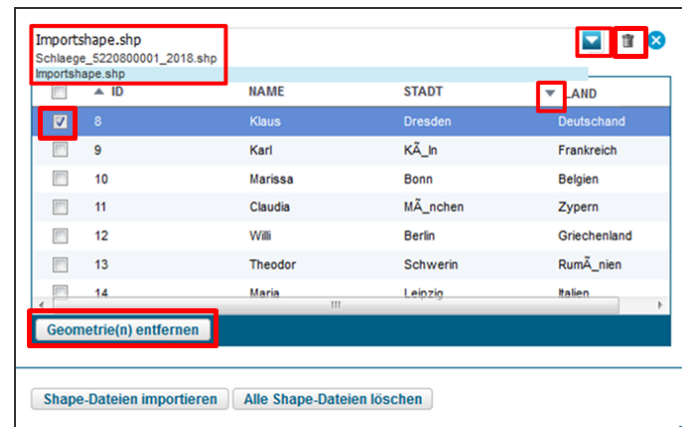 Importshape.shp
Schlaege_5220800001_2018.shp
Importshape.shp
ID NAME STADT LAND
8 Klaus Dresden Deutschand
9 Karl KÃ_ln Frankreich
10 Marissa Bonn Belgien
11 Claudia MÃ_nchen Zypern
12 Willi Berlin Griechenland
13 Theodor Schwerin RumÃ_nien
14 Maria Leipzig Italien
Geometrie(n) entfernen
Shape-Dateien importieren Alle Shape-Dateien löschen